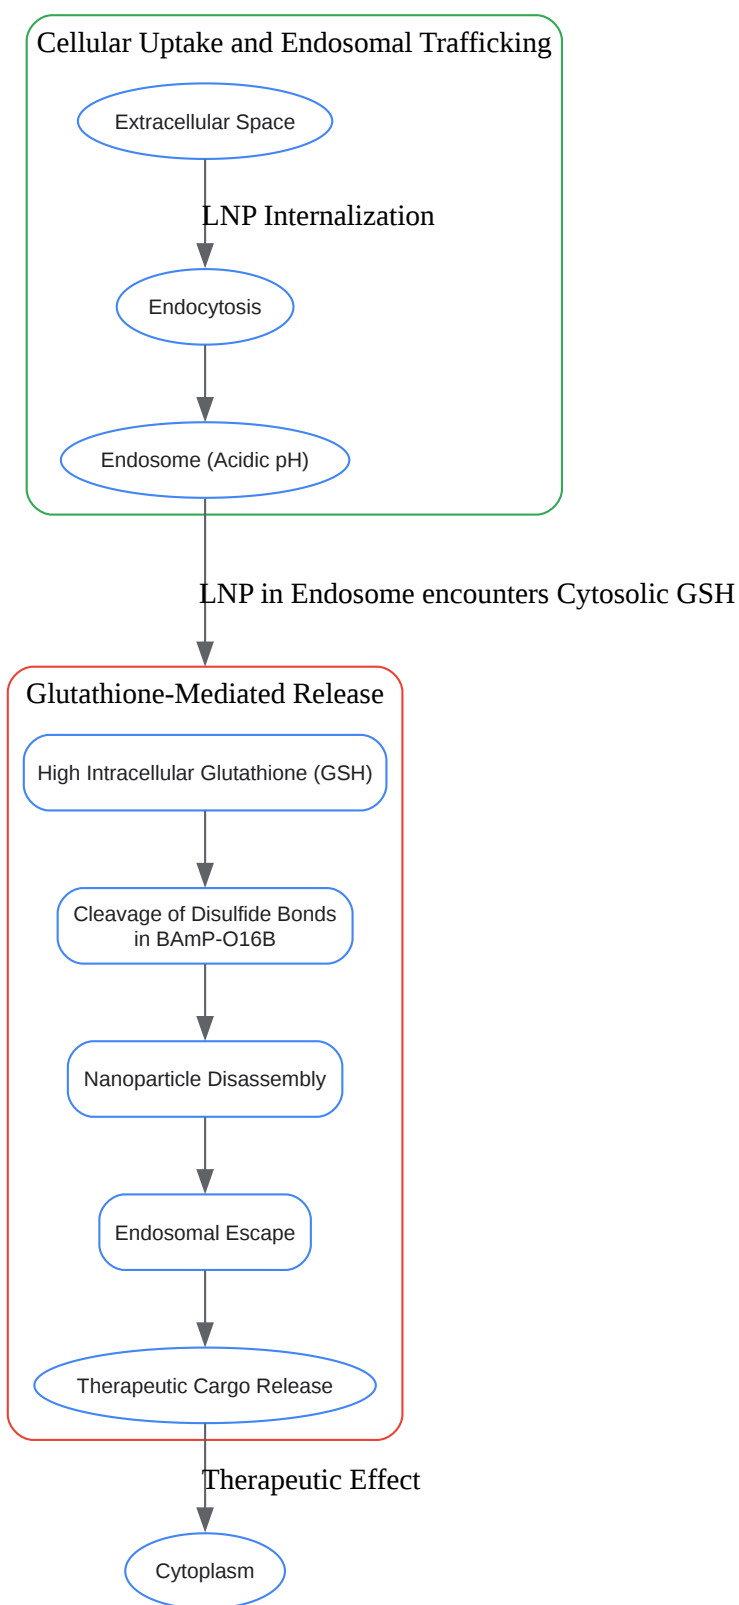 Cellular Uptake and Endosomal Trafficking
Extracellular Space
LNP Internalization
Endocytosis
Endosome (Acidic pH)
LNP in Endosome encounters Cytosolic GSH
Glutathione-Mediated Release
High Intracellular Glutathione (GSH)
Cleavage of Disulfide Bonds
in BAmP-O16B
Nanoparticle Disassembly
Endosomal Escape
Therapeutic Cargo Release
Therapeutic Effect
Cytoplasm